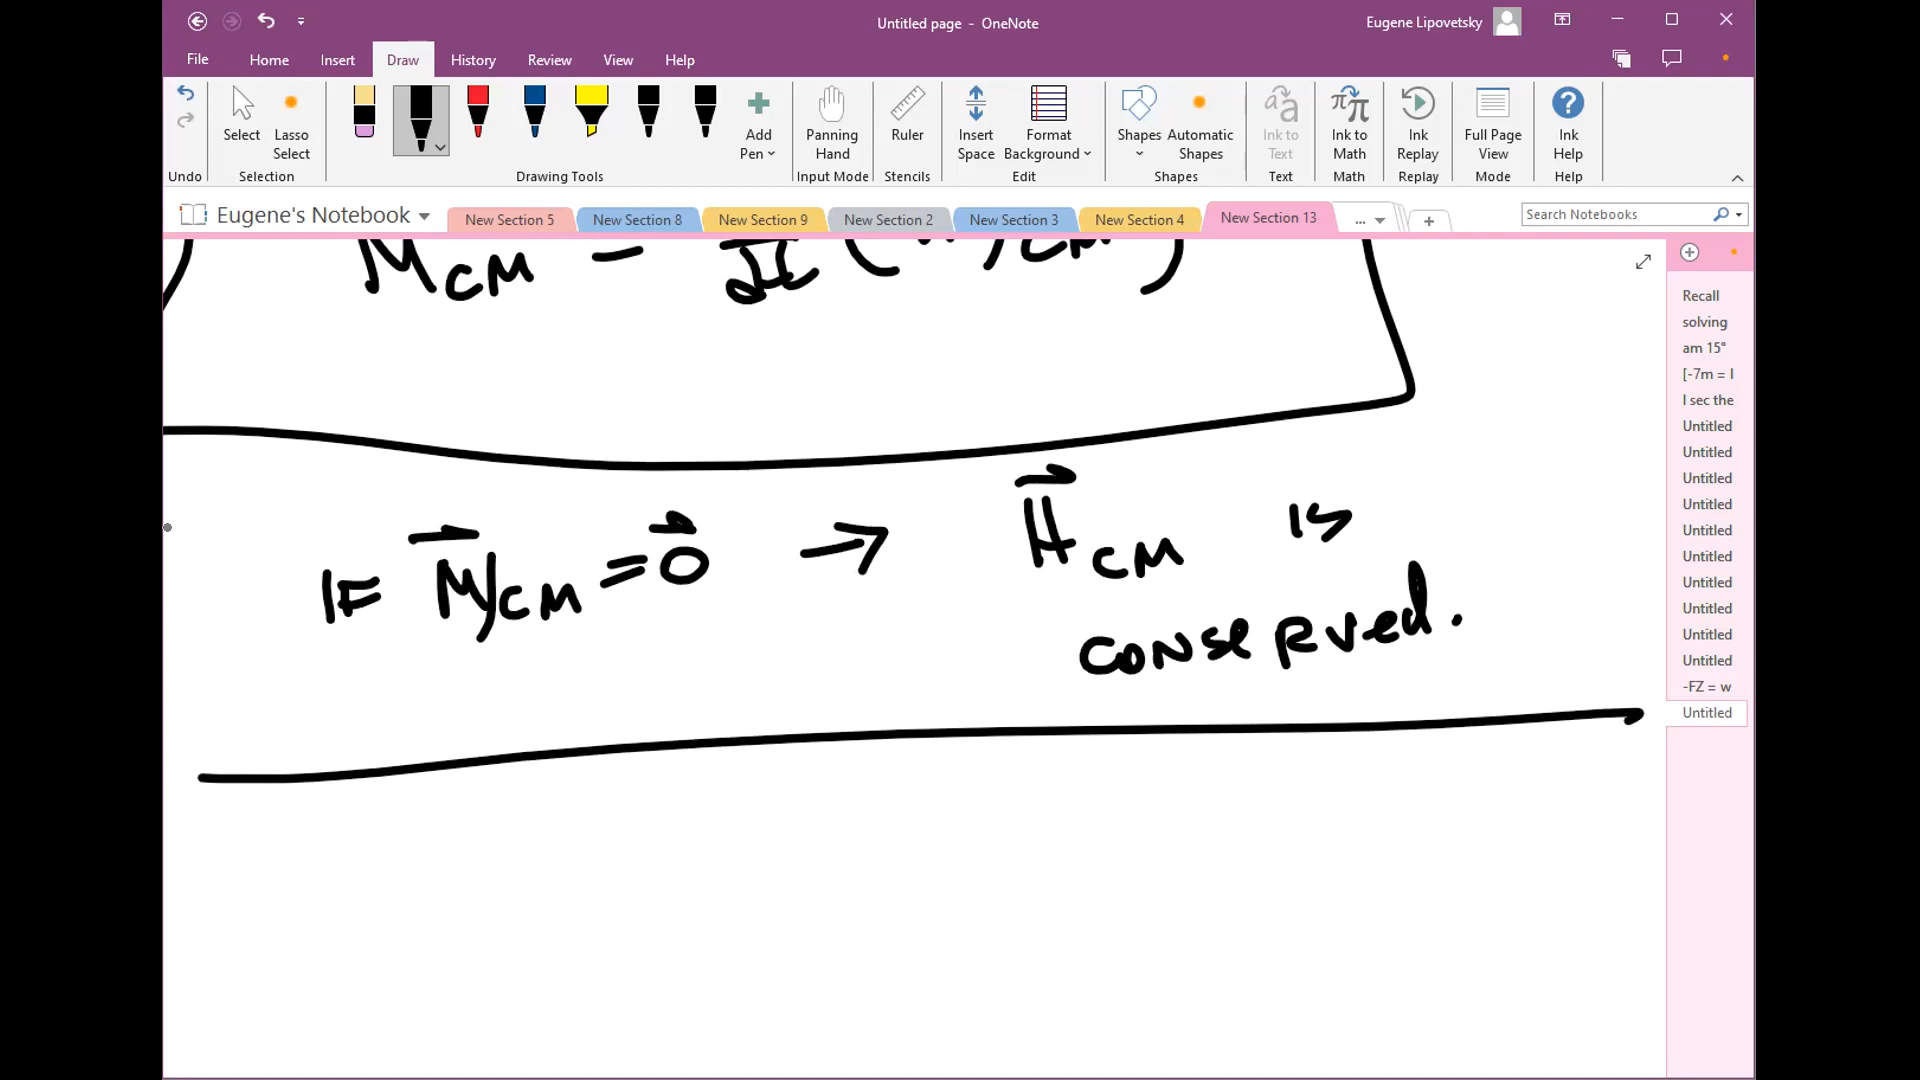 Untitled page - OneNote
Eugene Lipovetsky
File Home Insert Draw History Review View Help
Select
Lasso Select
Add Pen
Panning Hand
Ruler
Insert Space
Format Background
Shapes
Automatic Shapes
Ink to Text
Ink to Math
Ink Replay
Full Page View
Ink Help
Undo Selection Drawing Tools Input Mode Stencils Edit Shapes Text Math Replay Mode Help
Eugene's Notebook
New Section 5 New Section 8 New Section 9 New Section 2 New Section 3 New Section 4 New Section 13 ...
Search Notebooks
M⃗/CM = 0⃗ → H⃗CM is
IF
conserved.
Recall
solving
am 15°
[-7m = I
I sec the
Untitled
Untitled
Untitled
Untitled
Untitled
Untitled
Untitled
Untitled
Untitled
Untitled
-FZ = w
Untitled